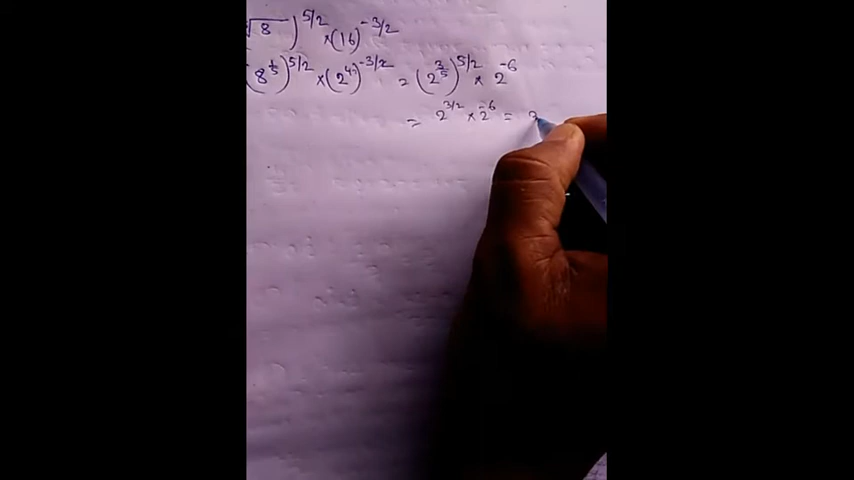 √8)^5/2 × (16)^-3/2
(8^1/5)^5/2 × (2^4)^-3/2 = (2^3/5)^5/2 × 2^-6
= 2^3/2 × 2^-6 =